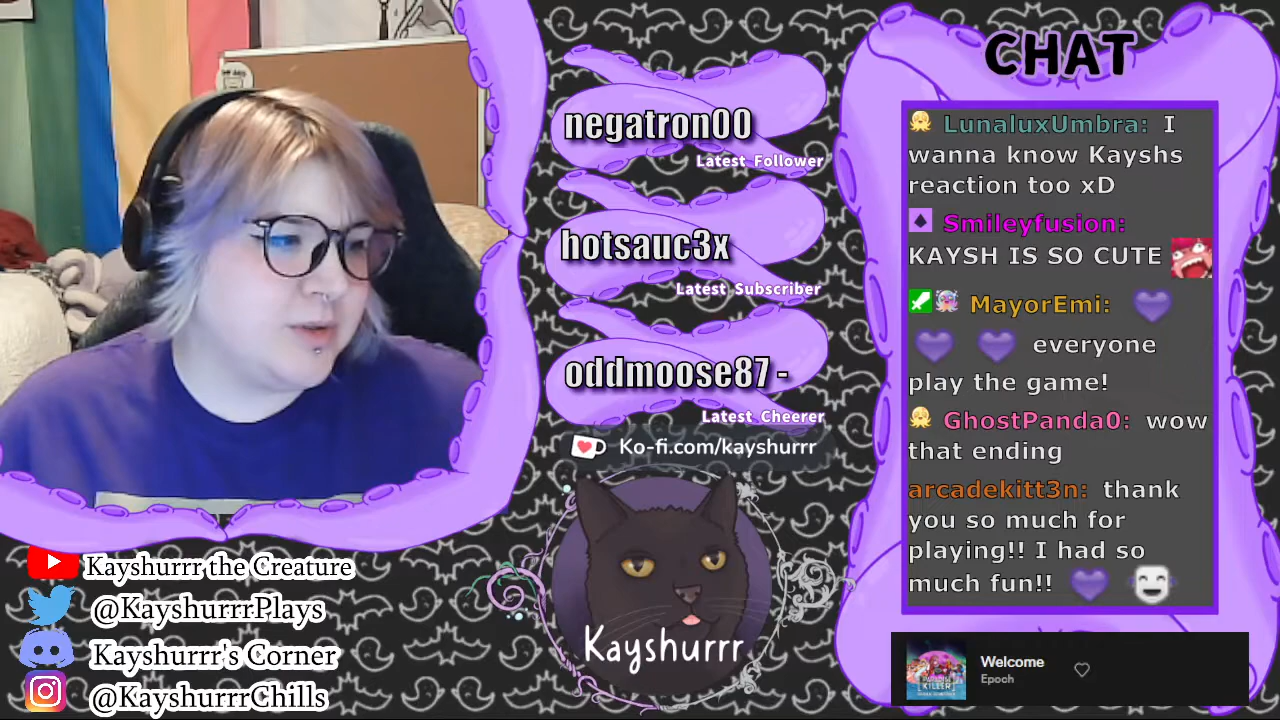 negatron00
Latest Follower
hotsauc3x
Latest Subscriber
oddmoose87 -
Latest Cheerer
Ko-fi.com/kayshurrr
Kayshurrr
Kayshurrr the Creature
@KayshurrrPlays
Kayshurrr's Corner
@KayshurrrChills
CHAT
LunaluxUmbra: I
wanna know Kayshs
reaction too xD
Smileyfusion:
KAYSH IS SO CUTE
MayorEmi:
everyone
play the game!
GhostPanda0: wow
that ending
arcadekitt3n: thank
you so much for
playing!! I had so
much fun!!
PARADISE
KILLER
Welcome
Epoch